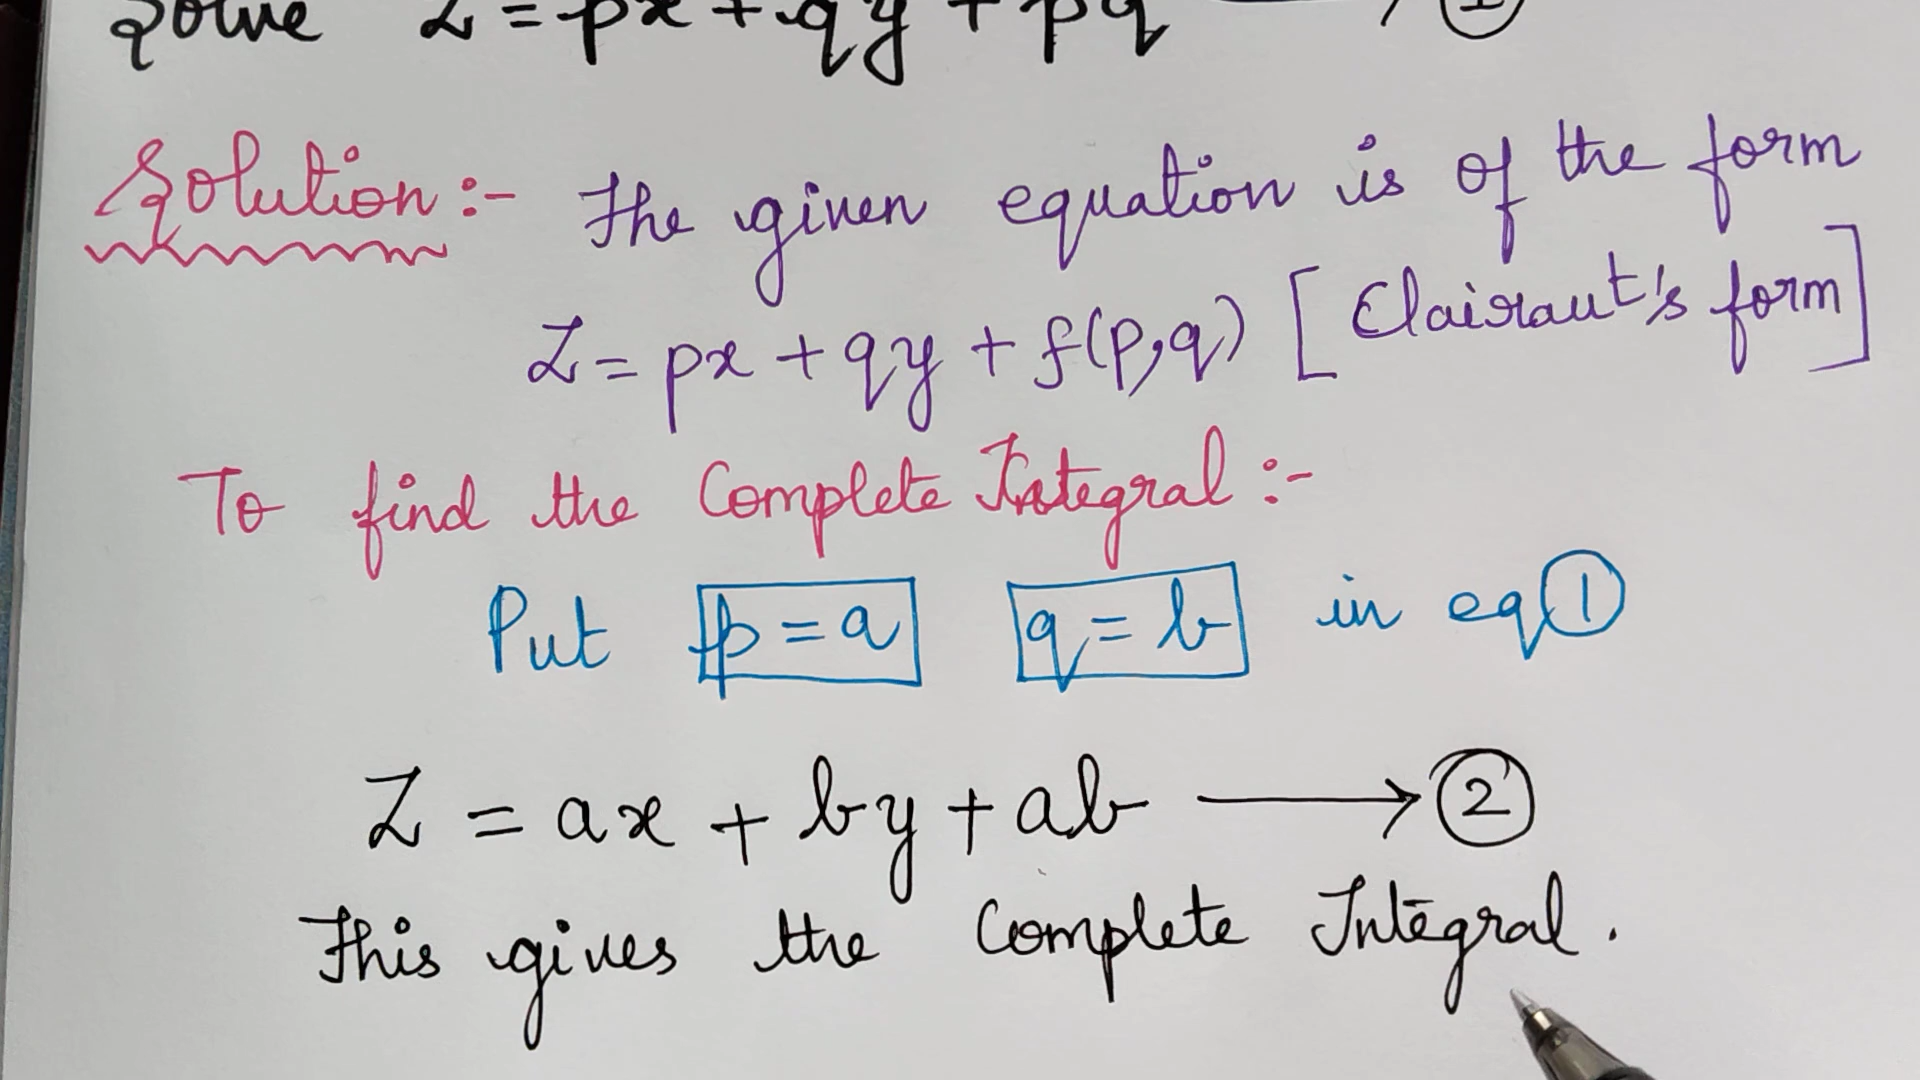 Solve Z = px + qy + pq → ①
Solution :- The given equation is of the form
Z = px + qy + f(p,q) [Clairaut's form]
To find the Complete Integral :-
Put p = a q = b in eq ①
Z = ax + by + ab → ②
This gives the Complete Integral.